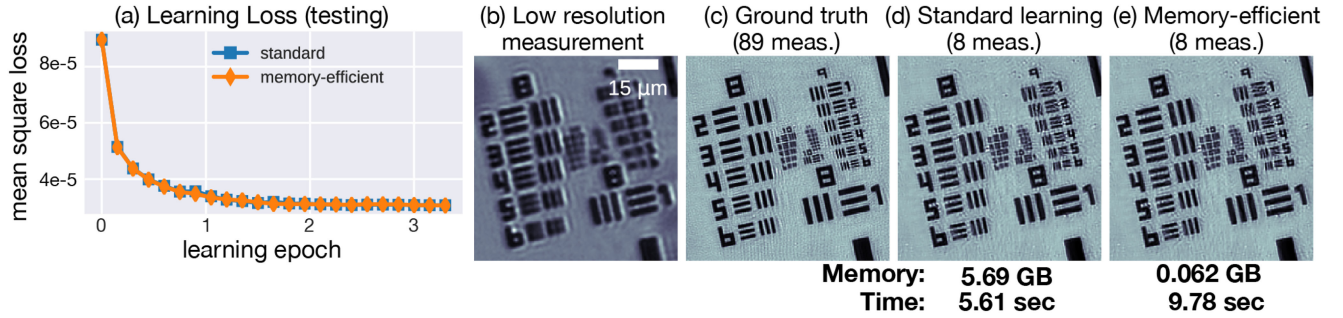 (a) Learning Loss (testing)
mean square loss
8e-5
6e-5
4e-5
standard
memory-efficient
0 1 2 3
learning epoch
(b) Low resolution
measurement
15 µm
(c) Ground truth
(89 meas.)
(d) Standard learning
(8 meas.)
(e) Memory-efficient
(8 meas.)
Memory: 5.69 GB 0.062 GB
Time: 5.61 sec 9.78 sec